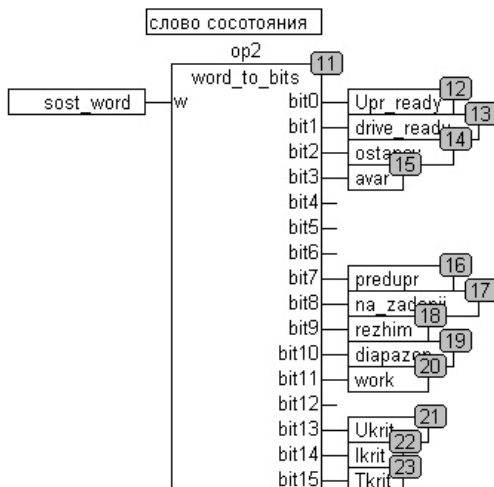 слово сосотояния
op2
11
word_to_bits
sost_word
w
bit0
Upr_ready
12
bit1
drive_ready
13
bit2
14
bit3
avar
15
bit4
bit5
bit6
bit7
predupr
16
bit8
na_zadanii
17
bit9
rezhim
18
bit10
diapazon
19
bit11
work
20
bit12
bit13
Ukrit
21
bit14
Ikrit
22
bit15
Tkrit
23